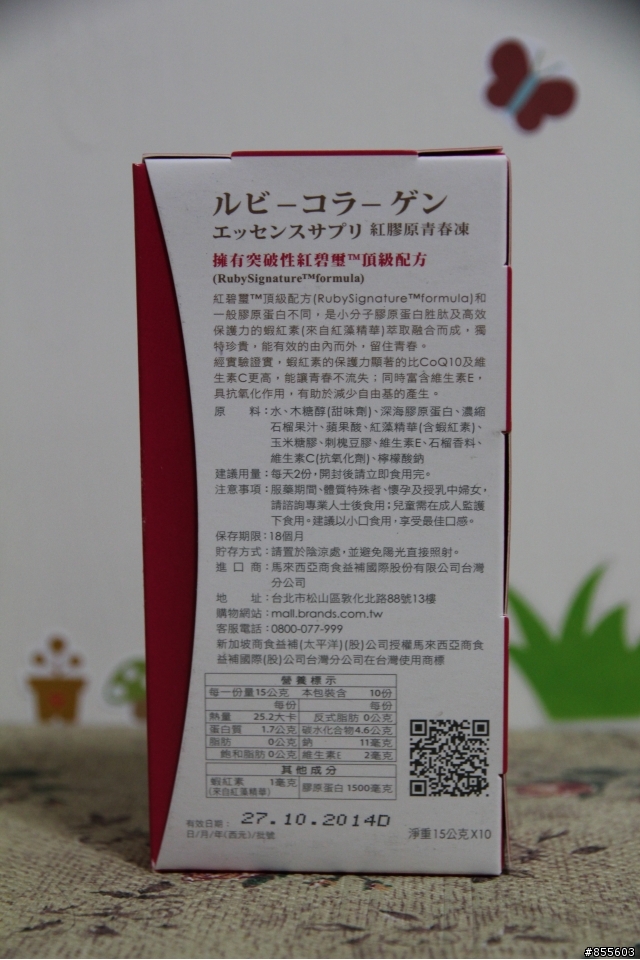 ルビーコラーゲン
エッセンスサプリ 紅膠原青春凍
擁有突破性紅碧璽™頂級配方
(RubySignature™formula)
紅碧璽™頂級配方(RubySignature™formula)和
一般膠原蛋白不同，是小分子膠原蛋白胜肽及高效
保護力的蝦紅素(來自紅藻精華)萃取融合而成，獨
特珍貴，能有效的由內而外，留住青春。
經實驗證實，蝦紅素的保護力顯著的比CoQ10及維
生素C更高，能讓青春不流失；同時富含維生素E，
具抗氧化作用，有助於減少自由基的產生。
原 料：水、木糖醇(甜味劑)、深海膠原蛋白、濃縮
石榴果汁、蘋果酸、紅藻精華(含蝦紅素)、
玉米糖膠、刺槐豆膠、維生素E、石榴香料、
維生素C(抗氧化劑)、檸檬酸鈉
建議用量：每天2份，開封後請立即食用完。
注意事項：服藥期間、體質特殊者、懷孕及授乳中婦女，
請諮詢專業人士後食用；兒童需在成人監護
下食用。建議以小口食用，享受最佳口感。
保存期限：18個月
貯存方式：請置於陰涼處，並避免陽光直接照射。
進 口 商：馬來西亞商食益補國際股份有限公司台灣
分公司
地 址：台北市松山區敦化北路88號13樓
購物網站：mall.brands.com.tw
客服電話：0800-077-999
新加坡商食益補(太平洋)(股)公司授權馬來西亞商食
益補國際(股)公司台灣分公司在台灣使用商標
營養標示
每一份量15公克 本包裝含 10份
每份 每份
熱量 25.2大卡 反式脂肪 0公克
蛋白質 1.7公克 碳水化合物4.6公克
脂肪 0公克 鈉 11毫克
飽和脂肪 0公克 維生素E 2毫克
其他成分
蝦紅素 1毫克 膠原蛋白 1500毫克
(來自紅藻精華)
有效日期： 27.10.2014D
日/月/年(西元)/批號
淨重15公克X10
#855603